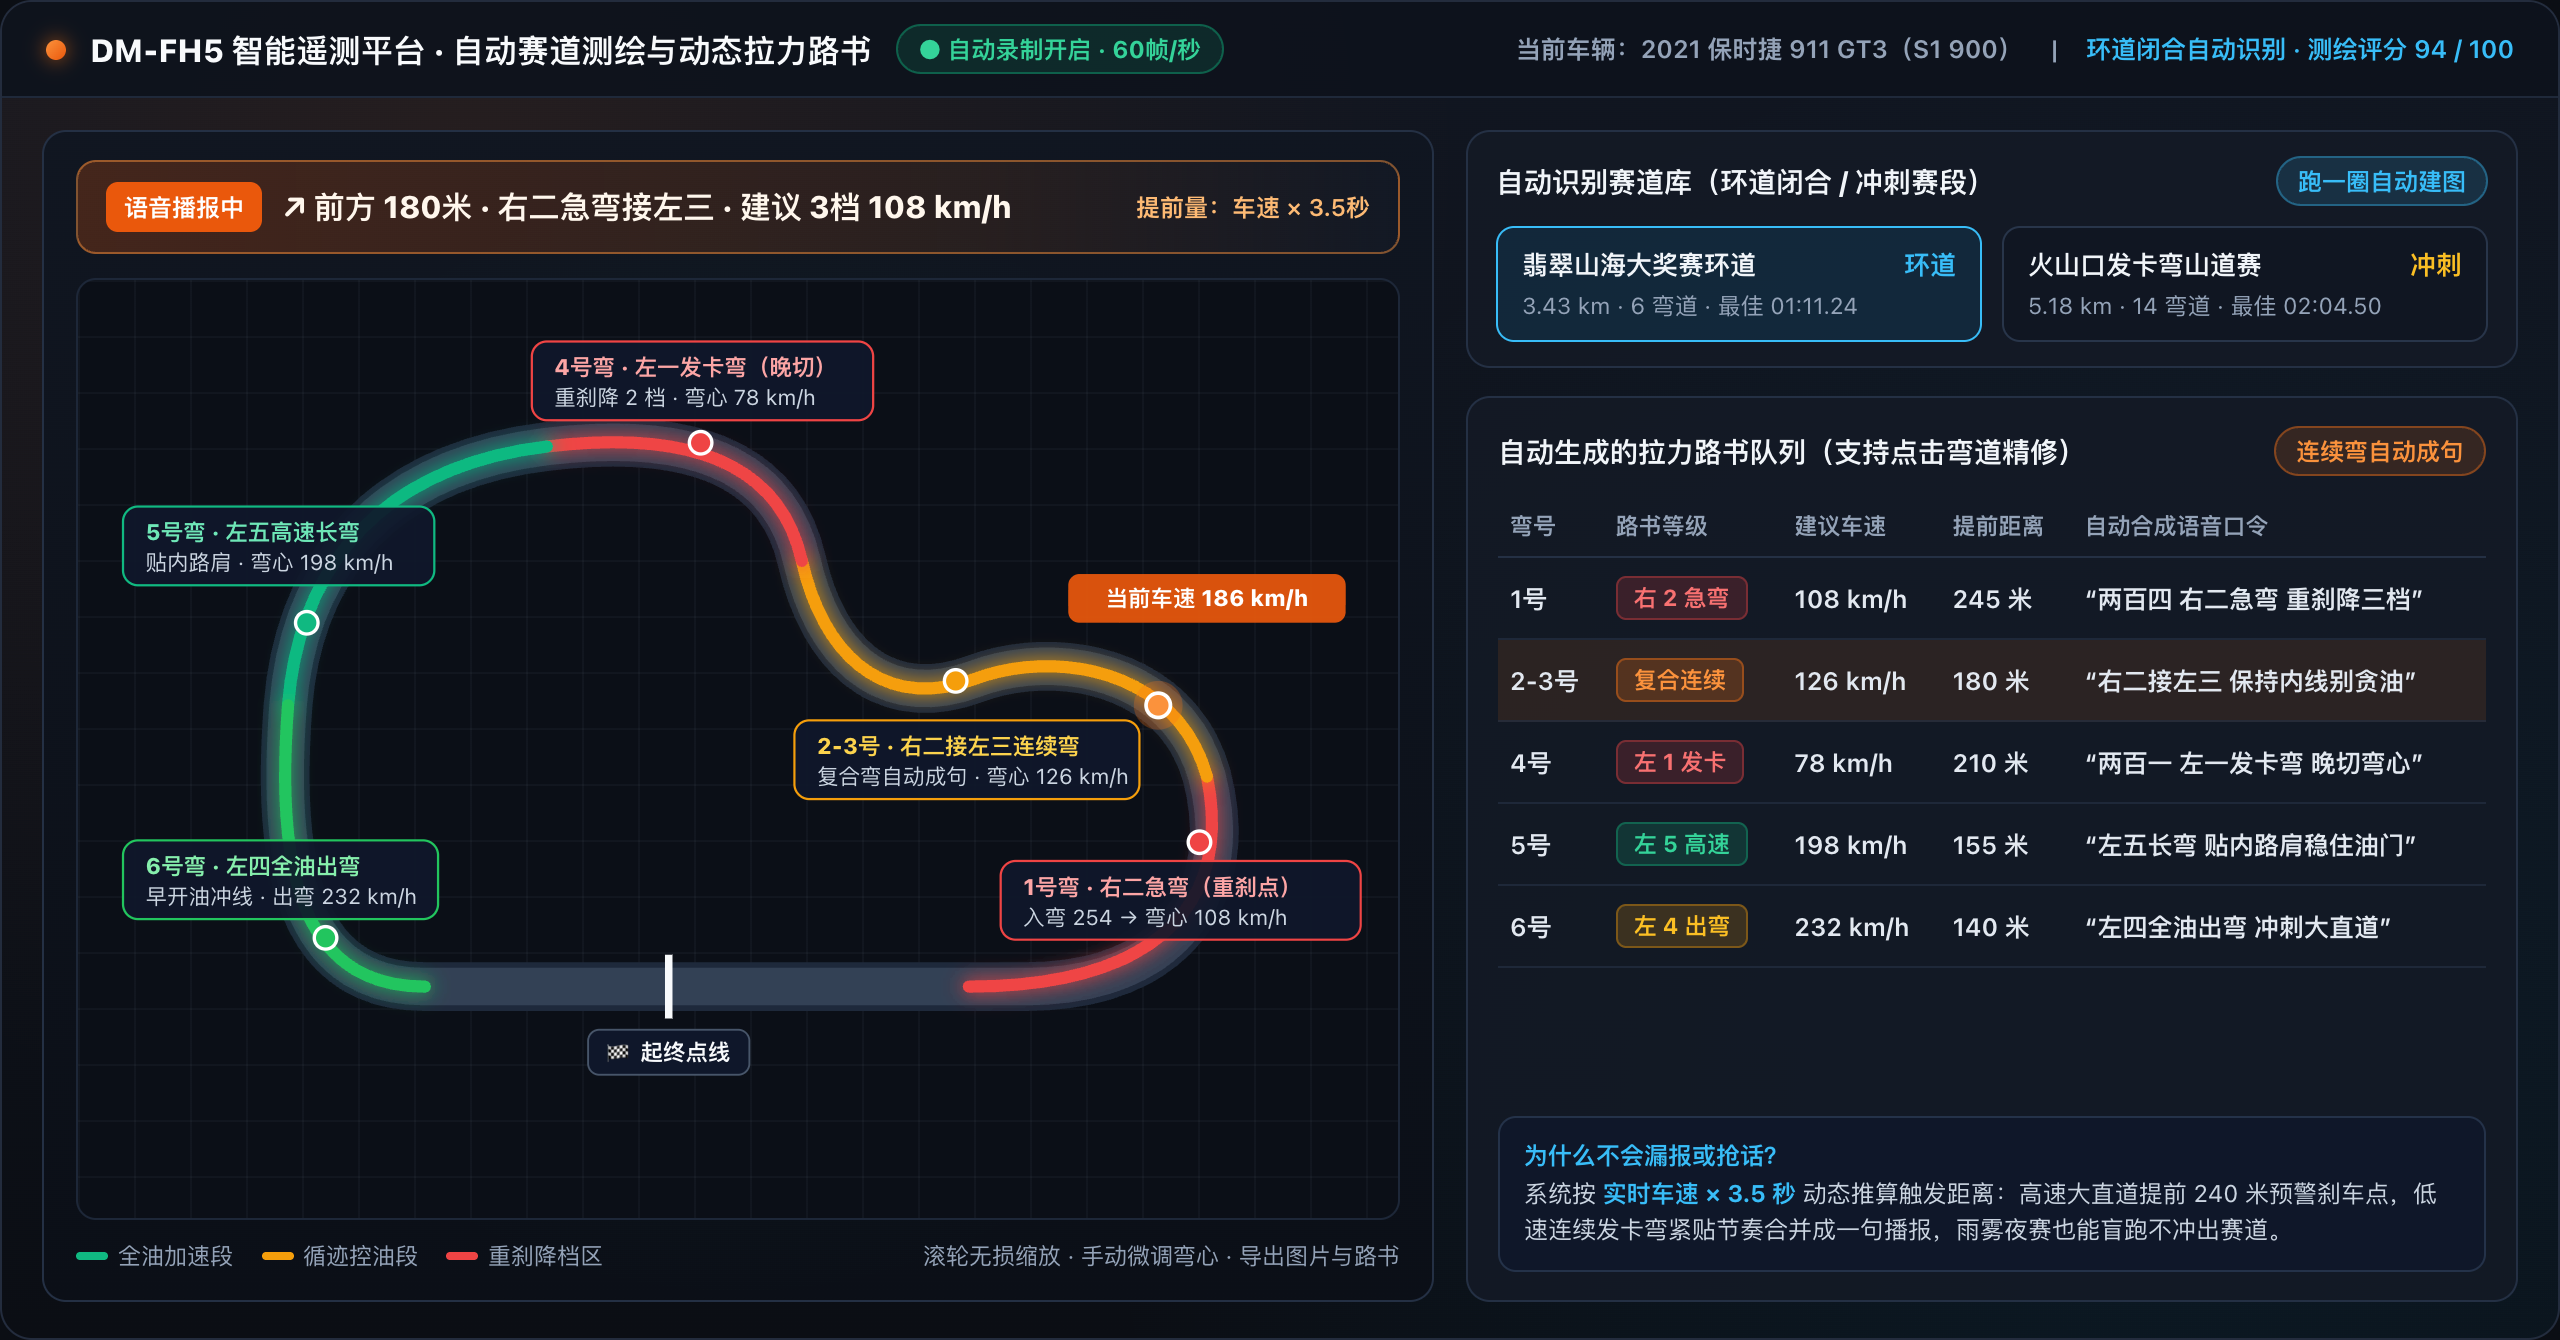 DM-FH5 智能遥测平台 · 自动赛道测绘与动态拉力路书
自动录制开启 · 60帧/秒
当前车辆：2021 保时捷 911 GT3（S1 900） | 环道闭合自动识别 · 测绘评分 94 / 100
语音播报中
↗ 前方 180米 · 右二急弯接左三 · 建议 3档 108 km/h
提前量：车速 × 3.5秒
4号弯 · 左一发卡弯（晚切）
重刹降 2 档 · 弯心 78 km/h
5号弯 · 左五高速长弯
贴内路肩 · 弯心 198 km/h
当前车速 186 km/h
2-3号 · 右二接左三连续弯
复合弯自动成句 · 弯心 126 km/h
6号弯 · 左四全油出弯
早开油冲线 · 出弯 232 km/h
1号弯 · 右二急弯（重刹点）
入弯 254 → 弯心 108 km/h
🏁 起终点线
全油加速段
循迹控油段
重刹降档区
滚轮无损缩放 · 手动微调弯心 · 导出图片与路书
自动识别赛道库（环道闭合 / 冲刺赛段）
跑一圈自动建图
翡翠山海大奖赛环道 环道
3.43 km · 6 弯道 · 最佳 01:11.24
火山口发卡弯山道赛 冲刺
5.18 km · 14 弯道 · 最佳 02:04.50
自动生成的拉力路书队列（支持点击弯道精修）
连续弯自动成句
弯号 路书等级 建议车速 提前距离 自动合成语音口令
1号 右 2 急弯 108 km/h 245 米 “两百四 右二急弯 重刹降三档”
2-3号 复合连续 126 km/h 180 米 “右二接左三 保持内线别贪油”
4号 左 1 发卡 78 km/h 210 米 “两百一 左一发卡弯 晚切弯心”
5号 左 5 高速 198 km/h 155 米 “左五长弯 贴内路肩稳住油门”
6号 左 4 出弯 232 km/h 140 米 “左四全油出弯 冲刺大直道”
为什么不会漏报或抢话?
系统按 实时车速 × 3.5 秒 动态推算触发距离：高速大直道提前 240 米预警刹车点，低
速连续发卡弯紧贴节奏合并成一句播报，雨雾夜赛也能盲跑不冲出赛道。